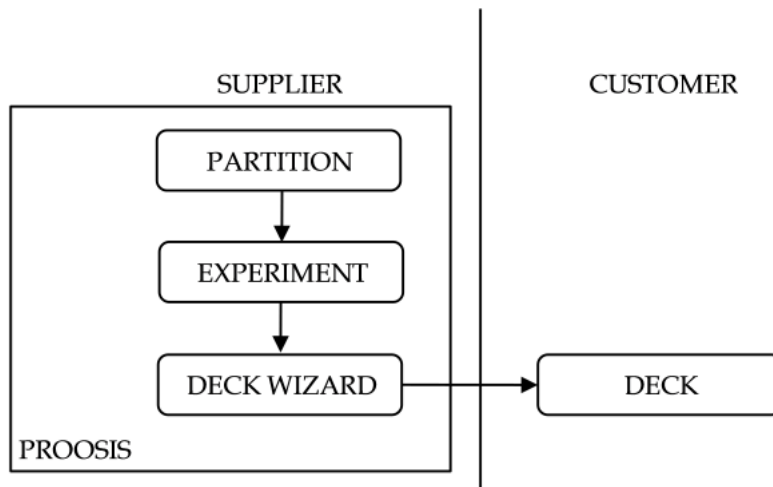 SUPPLIER
CUSTOMER
PARTITION
EXPERIMENT
DECK WIZARD
DECK
PROOSIS